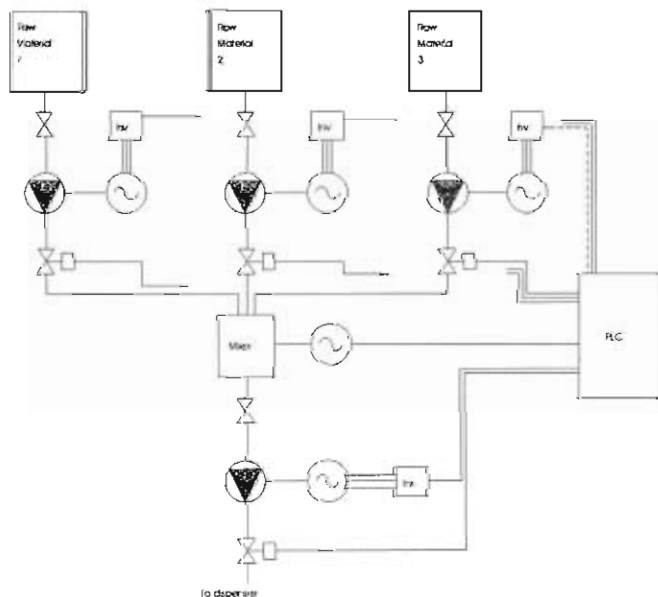 Raw
Material
1
Raw
Material
2
Raw
Material
3
Inv
Inv
Inv
Mixer
PLC
Inv
To dispenser